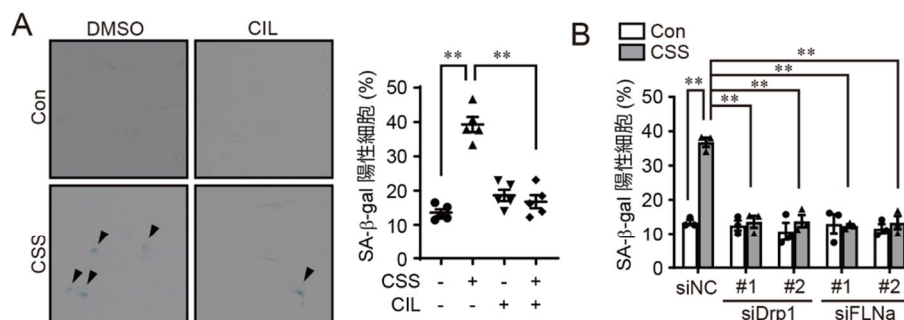 A
DMSO
CIL
Con
CSS
SA-β-gal 陽性細胞 (%)
50
40
30
20
10
0
** **
CSS - + - +
CIL - - + +
B
Con
CSS
SA-β-gal 陽性細胞 (%)
50
40
30
20
10
0
**
**
**
**
**
siNC #1 #2 #1 #2
siDrp1 siFLNa